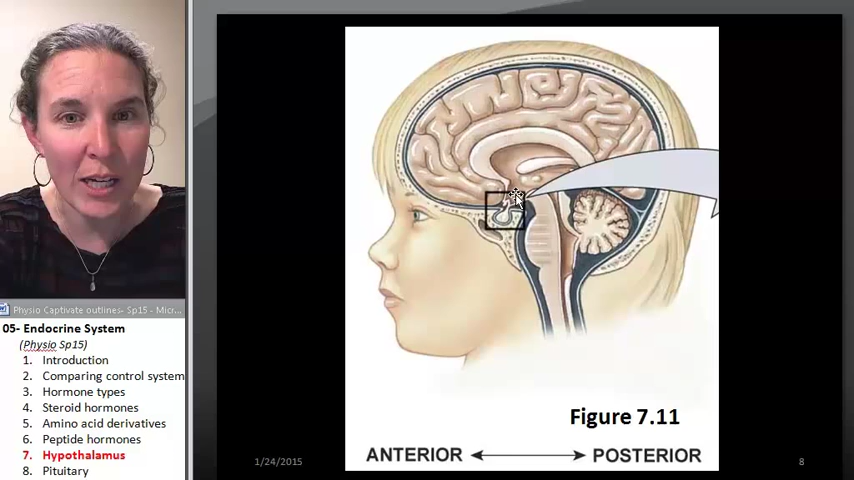 Physio Captivate outlines- Sp15 - Micr...
05- Endocrine System
(Physio Sp15)
1. Introduction
2. Comparing control system
3. Hormone types
4. Steroid hormones
5. Amino acid derivatives
6. Peptide hormones
7. Hypothalamus
8. Pituitary
Figure 7.11
ANTERIOR POSTERIOR
1/24/2015 8